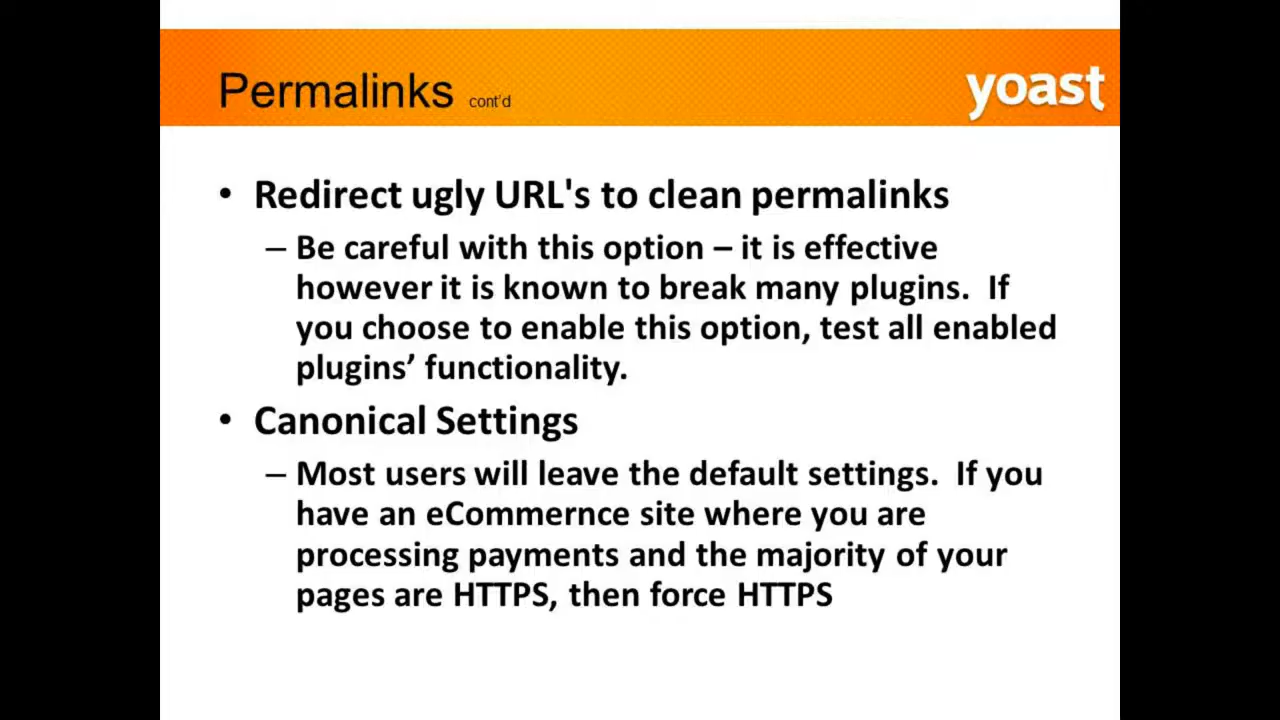 Permalinks cont'd
yoast
• Redirect ugly URL's to clean permalinks
– Be careful with this option – it is effective
however it is known to break many plugins.  If
you choose to enable this option, test all enabled
plugins’ functionality.
• Canonical Settings
– Most users will leave the default settings.  If you
have an eCommernce site where you are
processing payments and the majority of your
pages are HTTPS, then force HTTPS